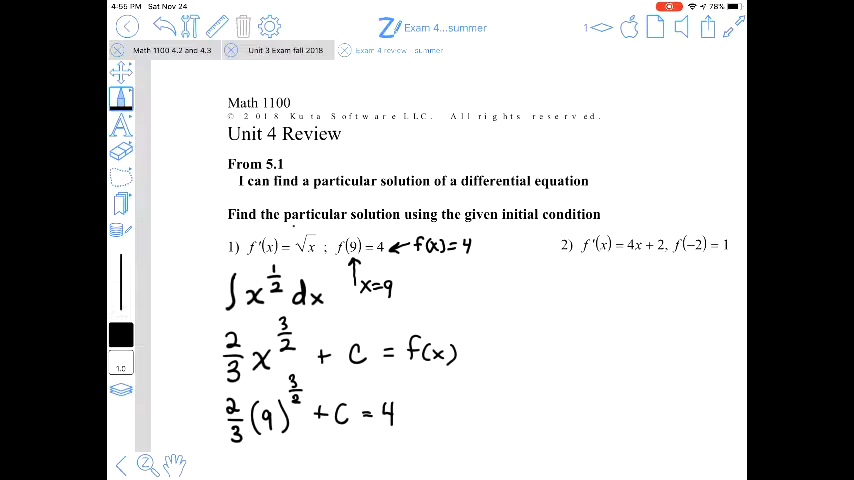 4:55 PM Sat Nov 24
78%
Exam 4...summer
1
Math 1100 4.2 and 4.3
Unit 3 Exam fall 2018
Exam 4 review - summer
Math 1100
© 2018 Kuta Software LLC. All rights reserved.
Unit 4 Review
From 5.1
I can find a particular solution of a differential equation
Find the particular solution using the given initial condition
1) f'(x) = √x ; f(9) = 4 ← f(x) = 4
2) f'(x) = 4x + 2, f(−2) = 1
↑ x=9
∫ x^(1/2) dx
2/3 x^(3/2) + C = f(x)
2/3 (9)^(3/2) + C = 4
1.0